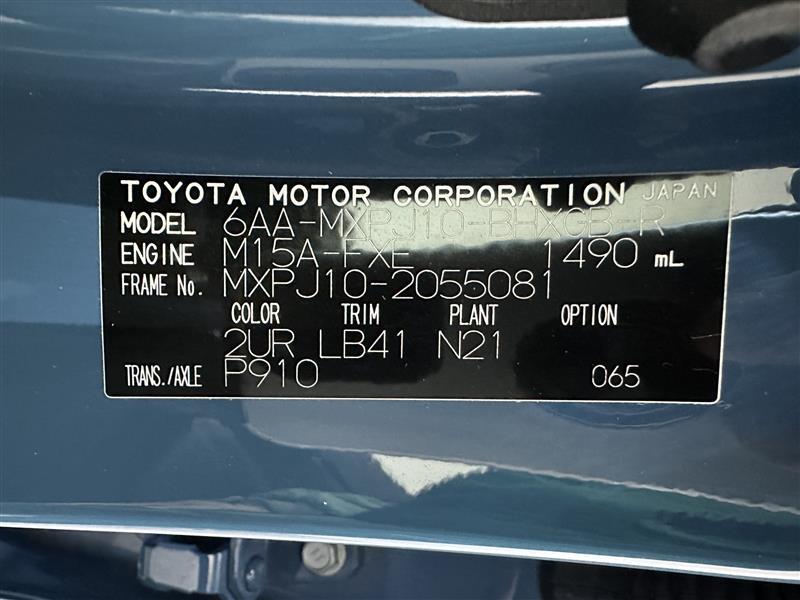 TOYOTA MOTOR CORPORATION JAPAN
MODEL 6AA-MXPJ10-BHXGB-R
ENGINE M15A-FXE 1490 mL
FRAME No. MXPJ10-2055081
COLOR TRIM PLANT OPTION
2UR LB41 N21
TRANS./AXLE P910 065